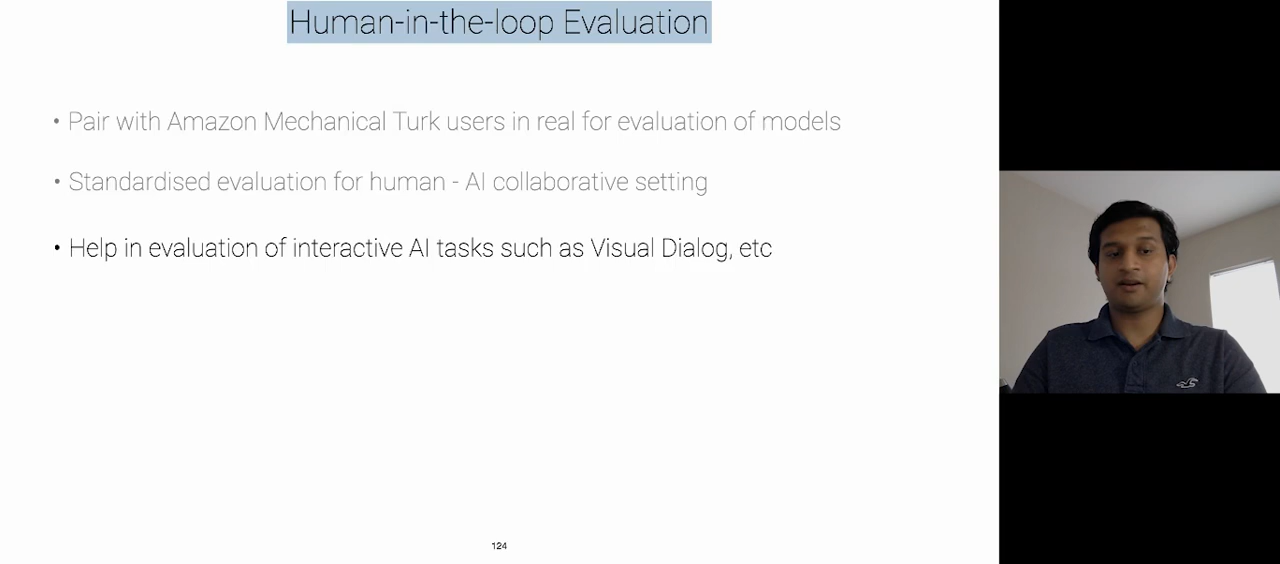 Human-in-the-loop Evaluation
• Pair with Amazon Mechanical Turk users in real for evaluation of models
• Standardised evaluation for human - AI collaborative setting
• Help in evaluation of interactive AI tasks such as Visual Dialog, etc
124